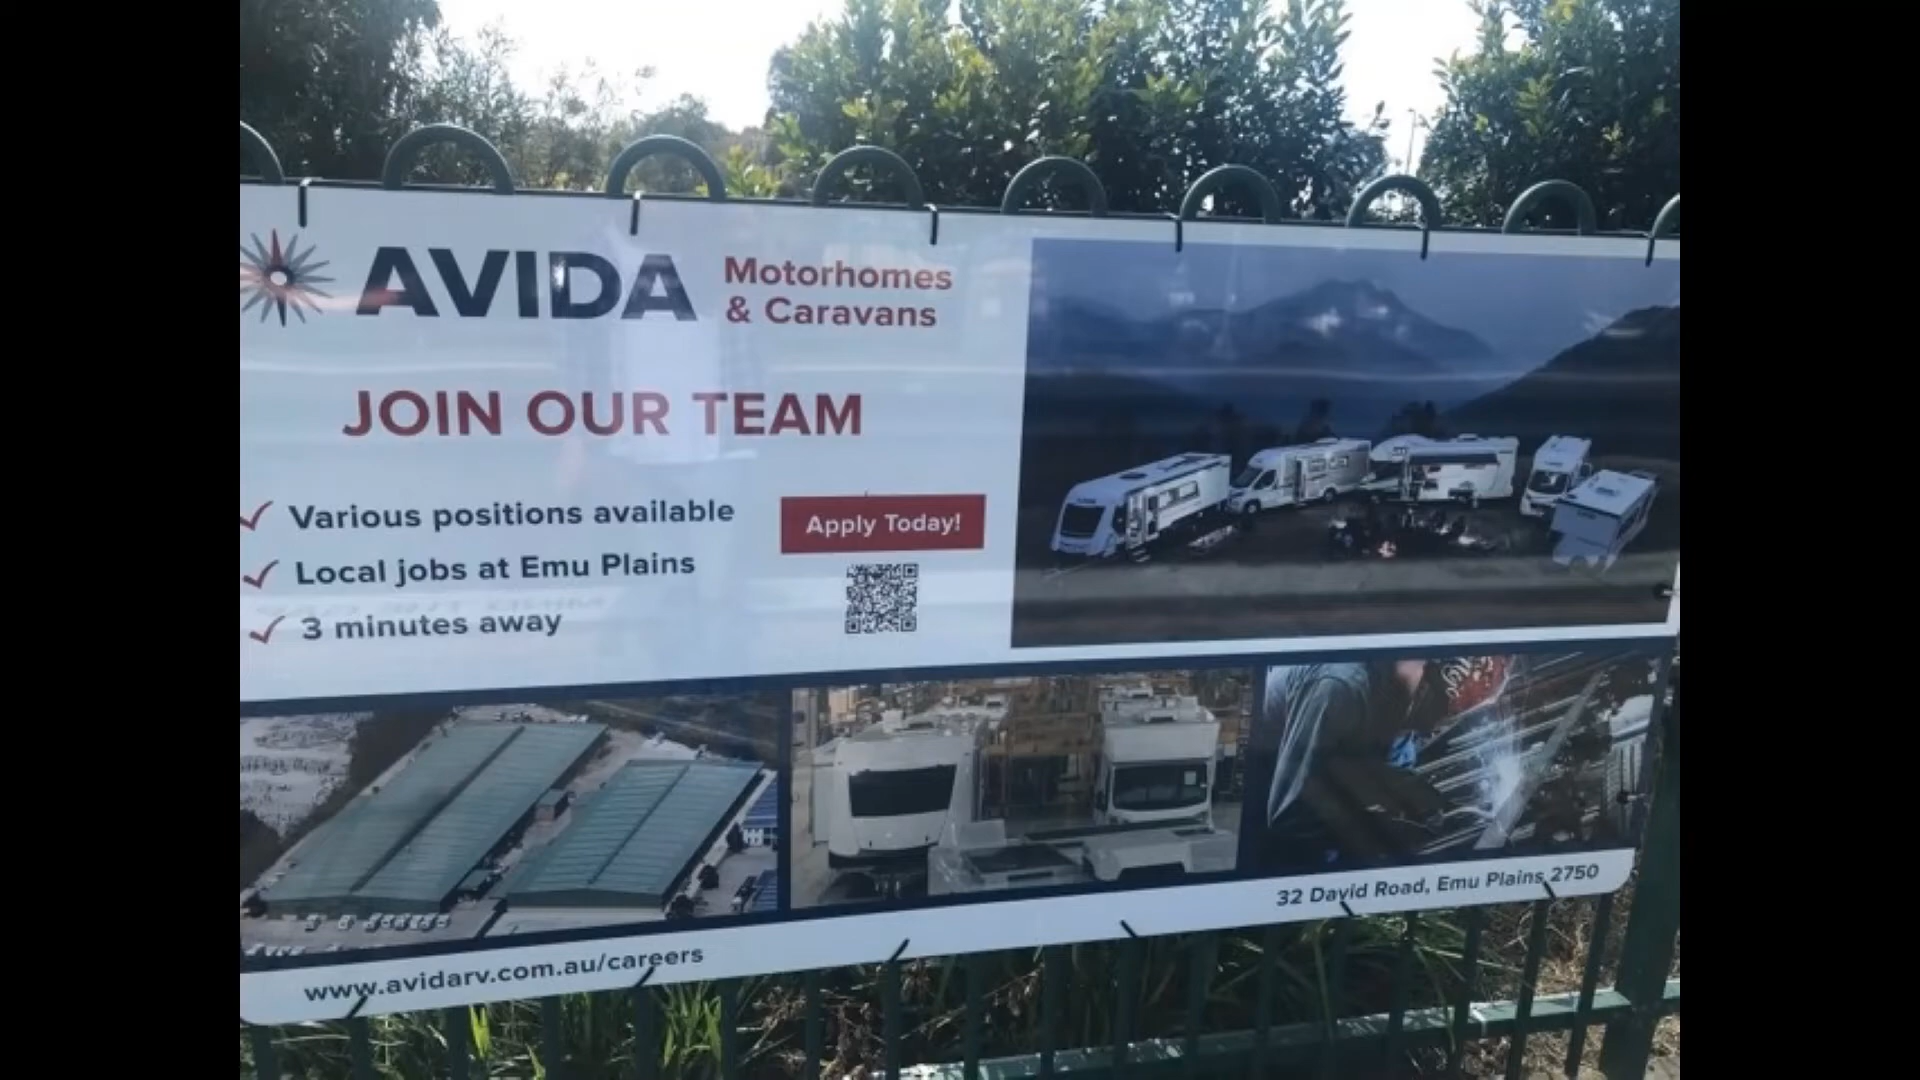 AVIDA
Motorhomes
& Caravans
JOIN OUR TEAM
Various positions available
Local jobs at Emu Plains
3 minutes away
Apply Today!
32 David Road, Emu Plains 2750
www.avidarv.com.au/careers